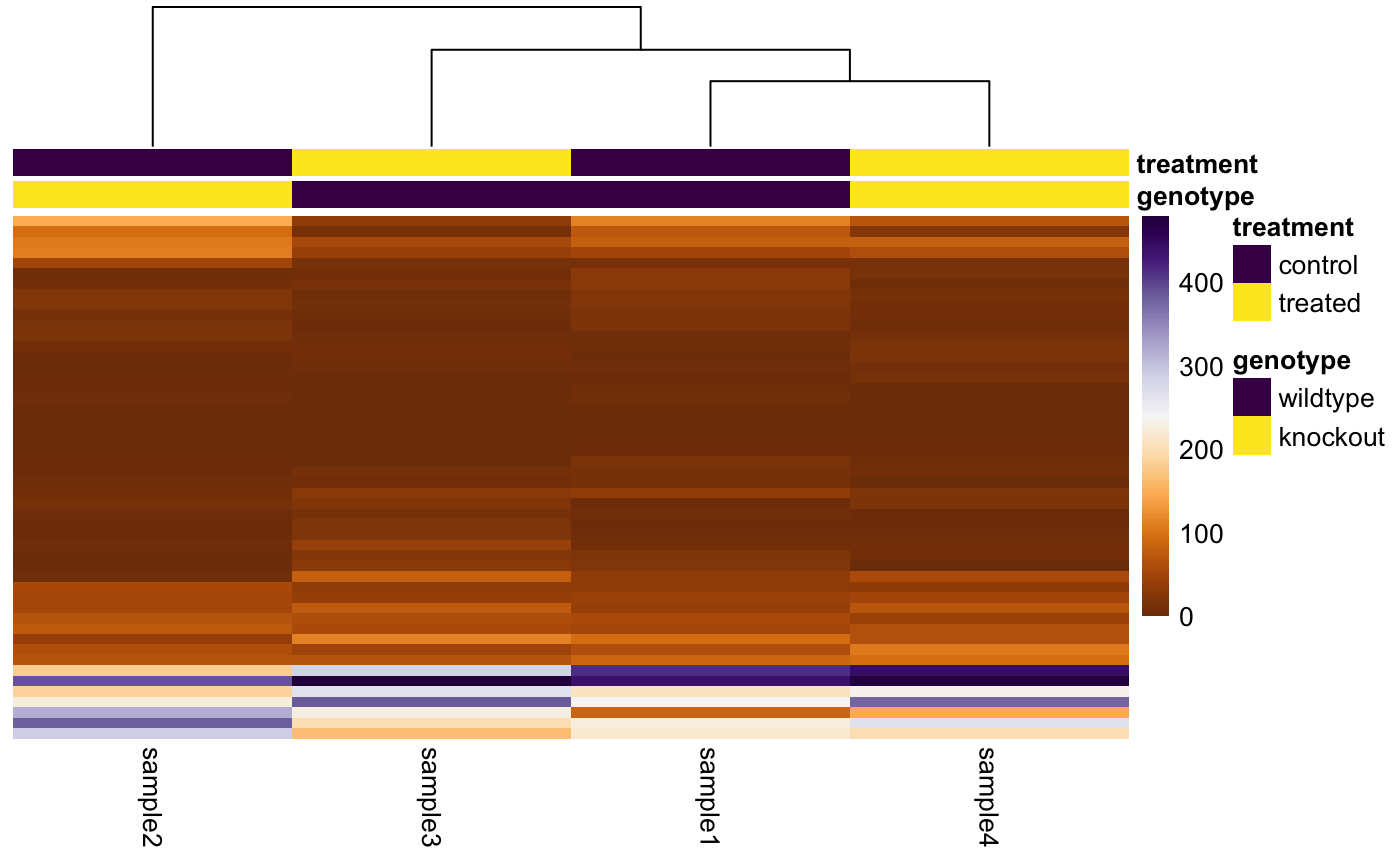 treatment
genotype
400
300
200
100
0
treatment
control
treated
genotype
wildtype
knockout
sample2
sample3
sample1
sample4